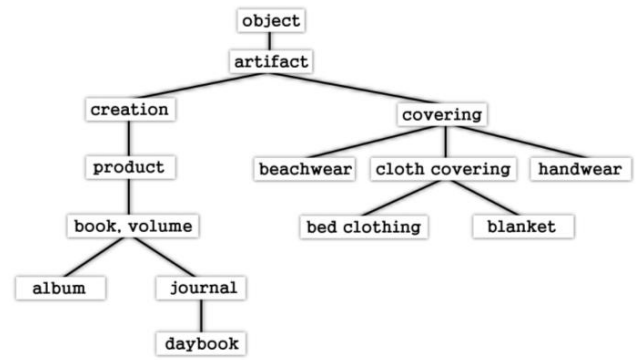 object
artifact
creation
covering
product
beachwear
cloth covering
handwear
book, volume
bed clothing
blanket
album
journal
daybook